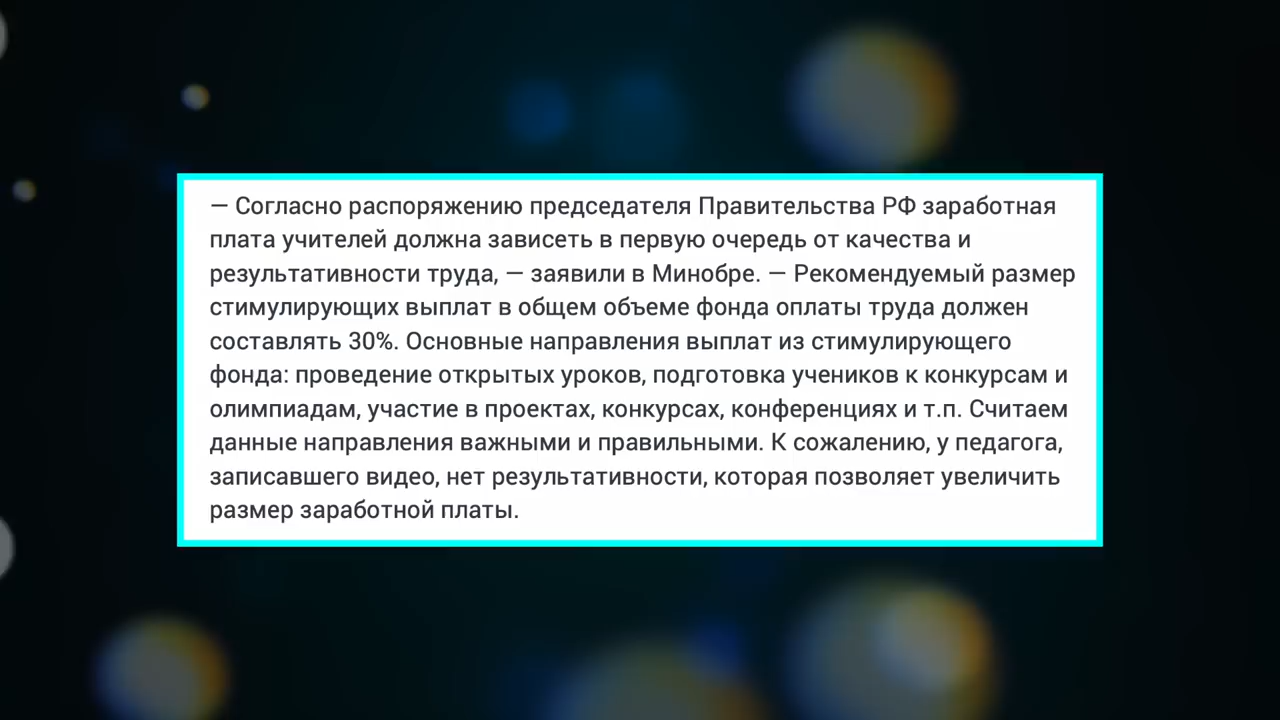 — Согласно распоряжению председателя Правительства РФ заработная
плата учителей должна зависеть в первую очередь от качества и
результативности труда, — заявили в Минобре. — Рекомендуемый размер
стимулирующих выплат в общем объеме фонда оплаты труда должен
составлять 30%. Основные направления выплат из стимулирующего
фонда: проведение открытых уроков, подготовка учеников к конкурсам и
олимпиадам, участие в проектах, конкурсах, конференциях и т.п. Считаем
данные направления важными и правильными. К сожалению, у педагога,
записавшего видео, нет результативности, которая позволяет увеличить
размер заработной платы.